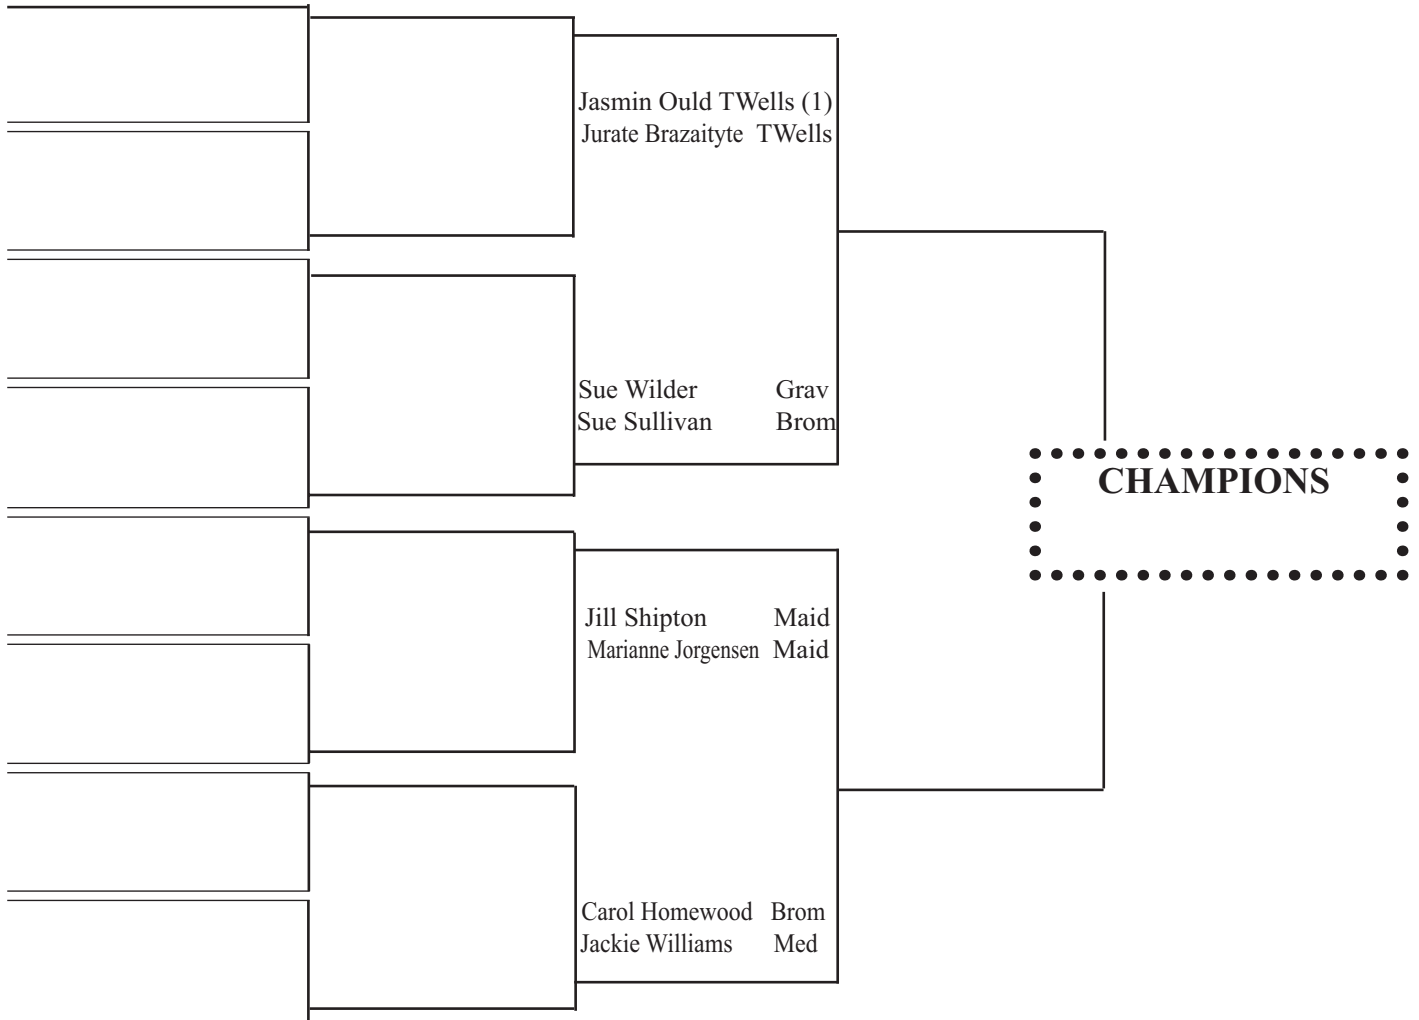 Jasmin Ould TWells (1)
Jurate Brazaityte TWells
Sue Wilder Grav
Sue Sullivan Brom
CHAMPIONS
Jill Shipton Maid
Marianne Jorgensen Maid
Carol Homewood Brom
Jackie Williams Med